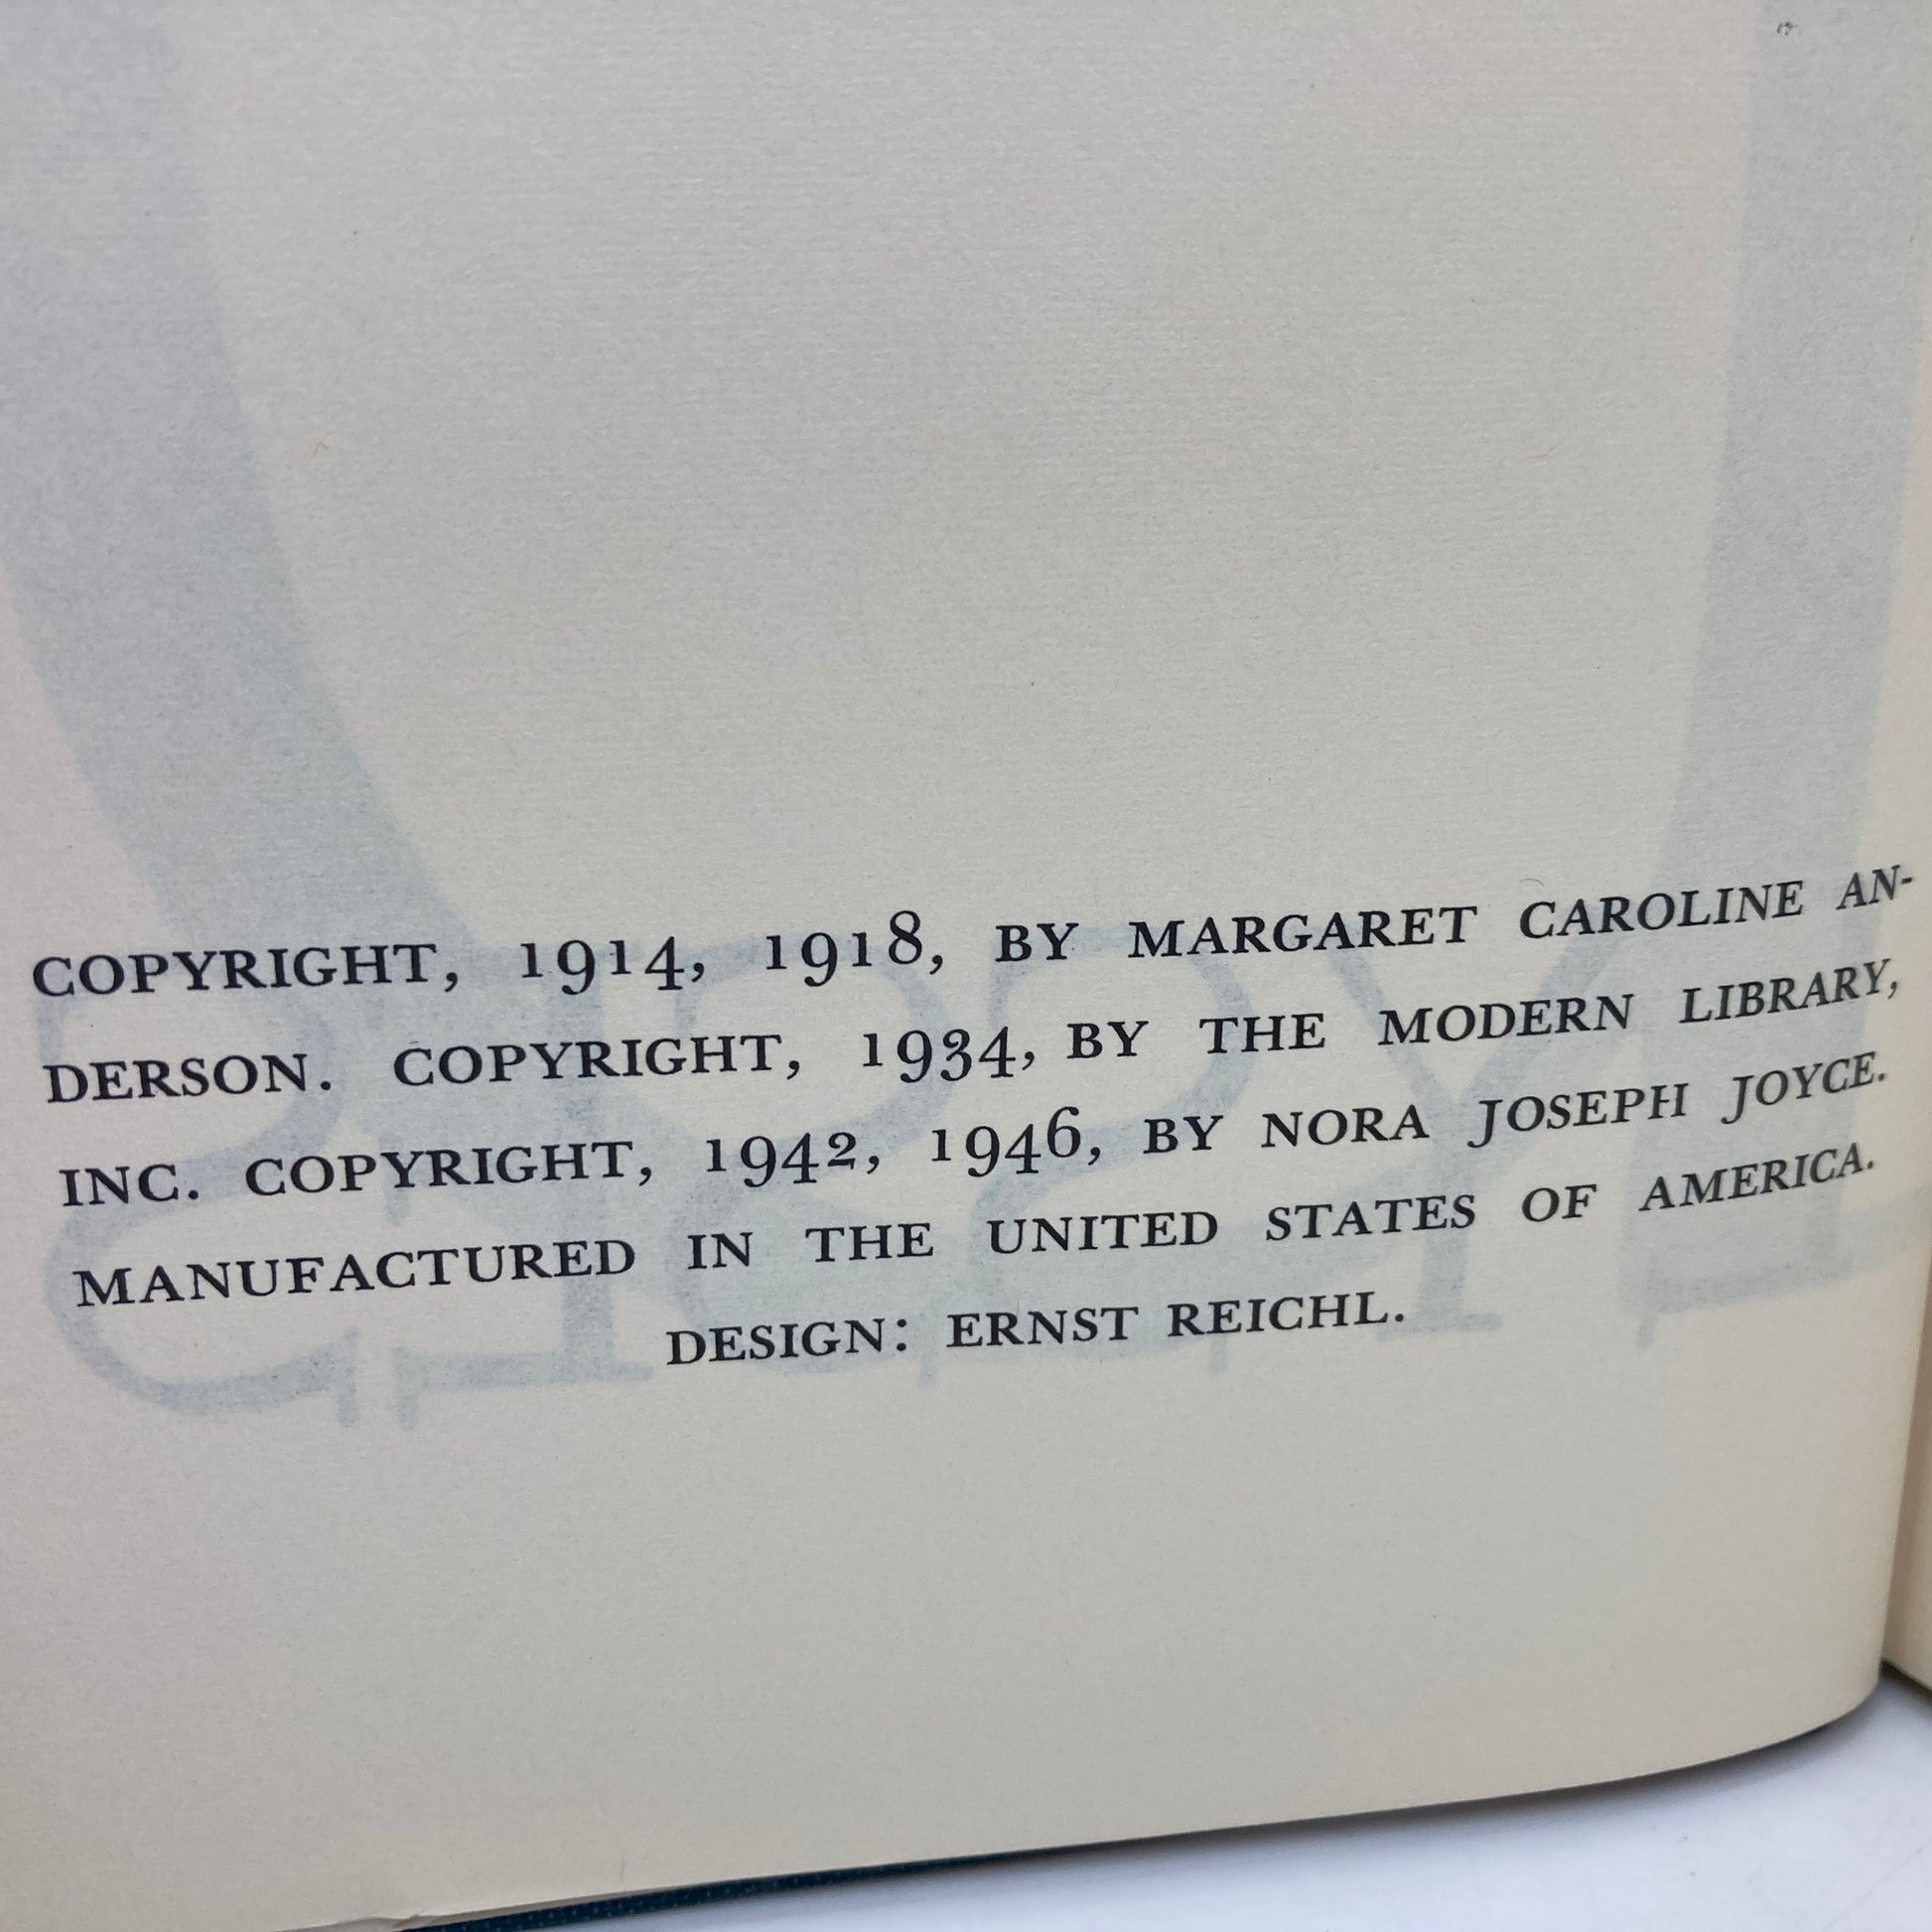 COPYRIGHT, 1914, 1918, BY MARGARET CAROLINE AN-
DERSON. COPYRIGHT, 1934, BY THE MODERN LIBRARY,
INC. COPYRIGHT, 1942, 1946, BY NORA JOSEPH JOYCE.
MANUFACTURED IN THE UNITED STATES OF AMERICA.
DESIGN: ERNST REICHL.